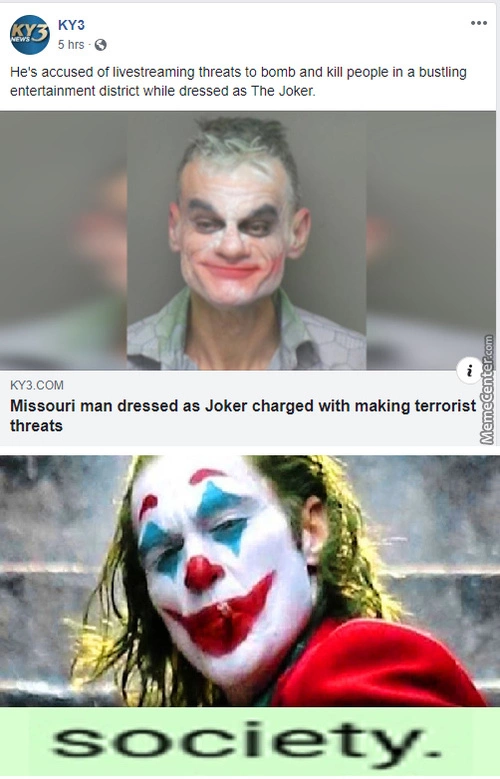 KY3
NEWS
KY3
5 hrs ·
He's accused of livestreaming threats to bomb and kill people in a bustling
entertainment district while dressed as The Joker.
i
KY3.COM
Missouri man dressed as Joker charged with making terrorist
threats
MemeCenter.com
society.